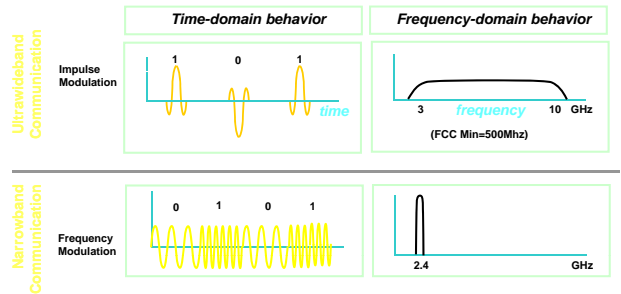 Time-domain behavior
Frequency-domain behavior
Ultrawideband
Communication
Impulse
Modulation
1 0 1
time
3 frequency 10 GHz
(FCC Min=500Mhz)
Narrowband
Communication
Frequency
Modulation
0 1 0 1
2.4 GHz